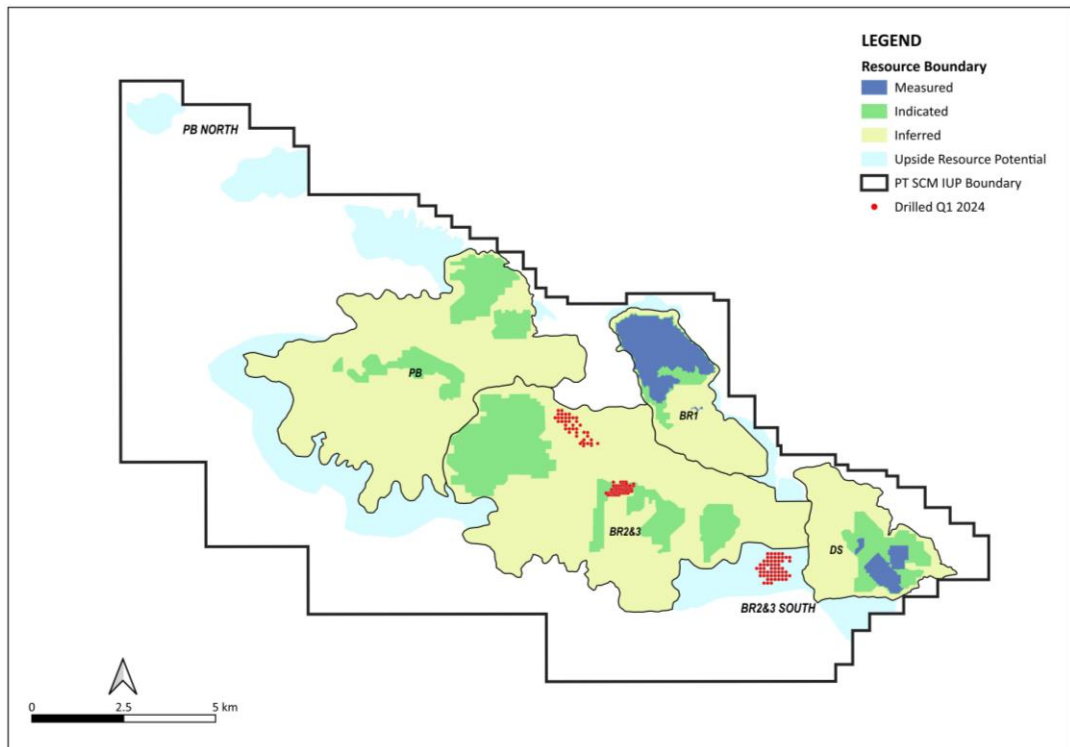 LEGEND
Resource Boundary
Measured
Indicated
Inferred
Upside Resource Potential
PT SCM IUP Boundary
Drilled Q1 2024
PB NORTH
PB
BR1
BR2&3
DS
BR2&3 SOUTH
0 2.5 5 km